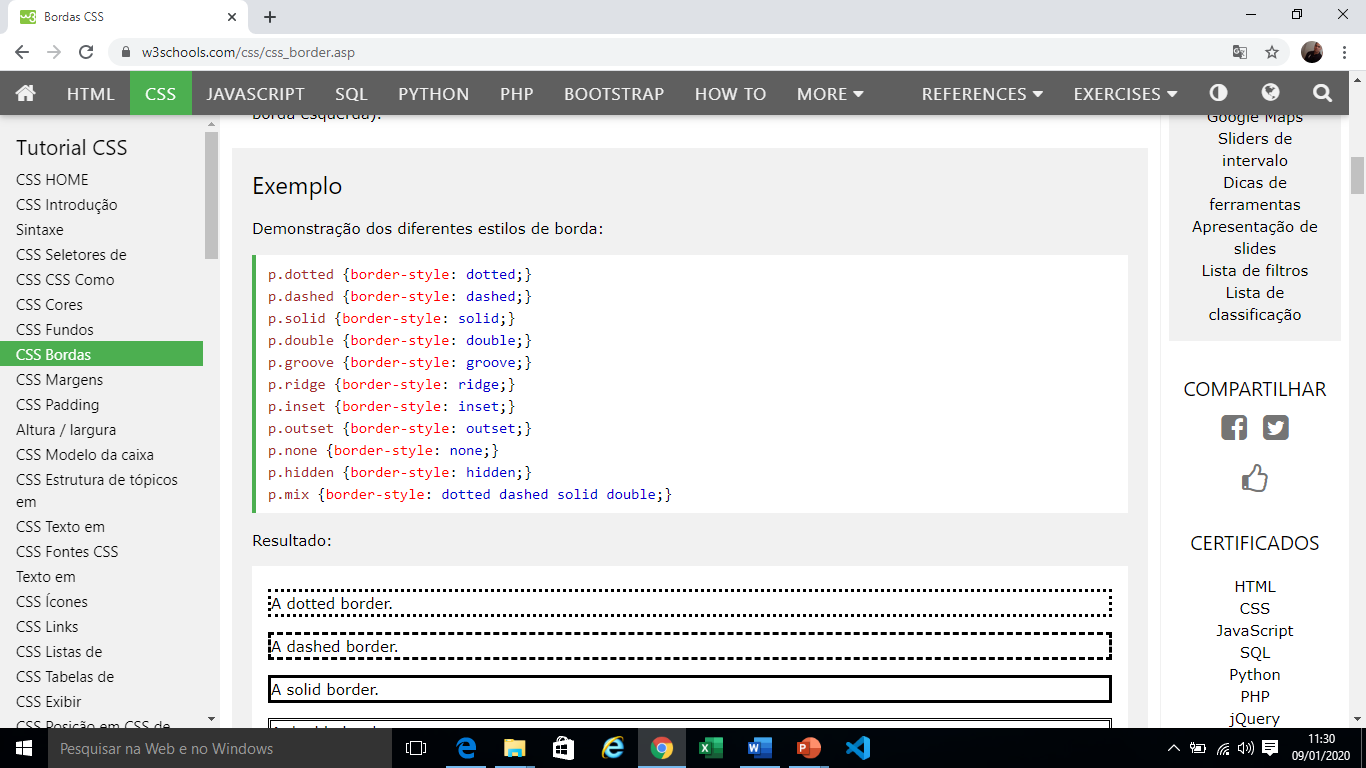 Bordas CSS
w3schools.com/css/css_border.asp
HTML CSS JAVASCRIPT SQL PYTHON PHP BOOTSTRAP HOW TO MORE REFERENCES EXERCISES
Tutorial CSS
CSS HOME
CSS Introdução
Sintaxe
CSS Seletores de
CSS CSS Como
CSS Cores
CSS Fundos
CSS Bordas
CSS Margens
CSS Padding
Altura / largura
CSS Modelo da caixa
CSS Estrutura de tópicos
em
CSS Texto em
CSS Fontes CSS
Texto em
CSS Ícones
CSS Links
CSS Listas de
CSS Tabelas de
CSS Exibir
CSS Posição em CSS de
borda esquerda).
Exemplo
Demonstração dos diferentes estilos de borda:
p.dotted {border-style: dotted;}
p.dashed {border-style: dashed;}
p.solid {border-style: solid;}
p.double {border-style: double;}
p.groove {border-style: groove;}
p.ridge {border-style: ridge;}
p.inset {border-style: inset;}
p.outset {border-style: outset;}
p.none {border-style: none;}
p.hidden {border-style: hidden;}
p.mix {border-style: dotted dashed solid double;}
Resultado:
A dotted border.
A dashed border.
A solid border.
Google Maps
Sliders de
intervalo
Dicas de
ferramentas
Apresentação de
slides
Lista de filtros
Lista de
classificação
COMPARTILHAR
CERTIFICADOS
HTML
CSS
JavaScript
SQL
Python
PHP
jQuery
Pesquisar na Web e no Windows
11:30
09/01/2020